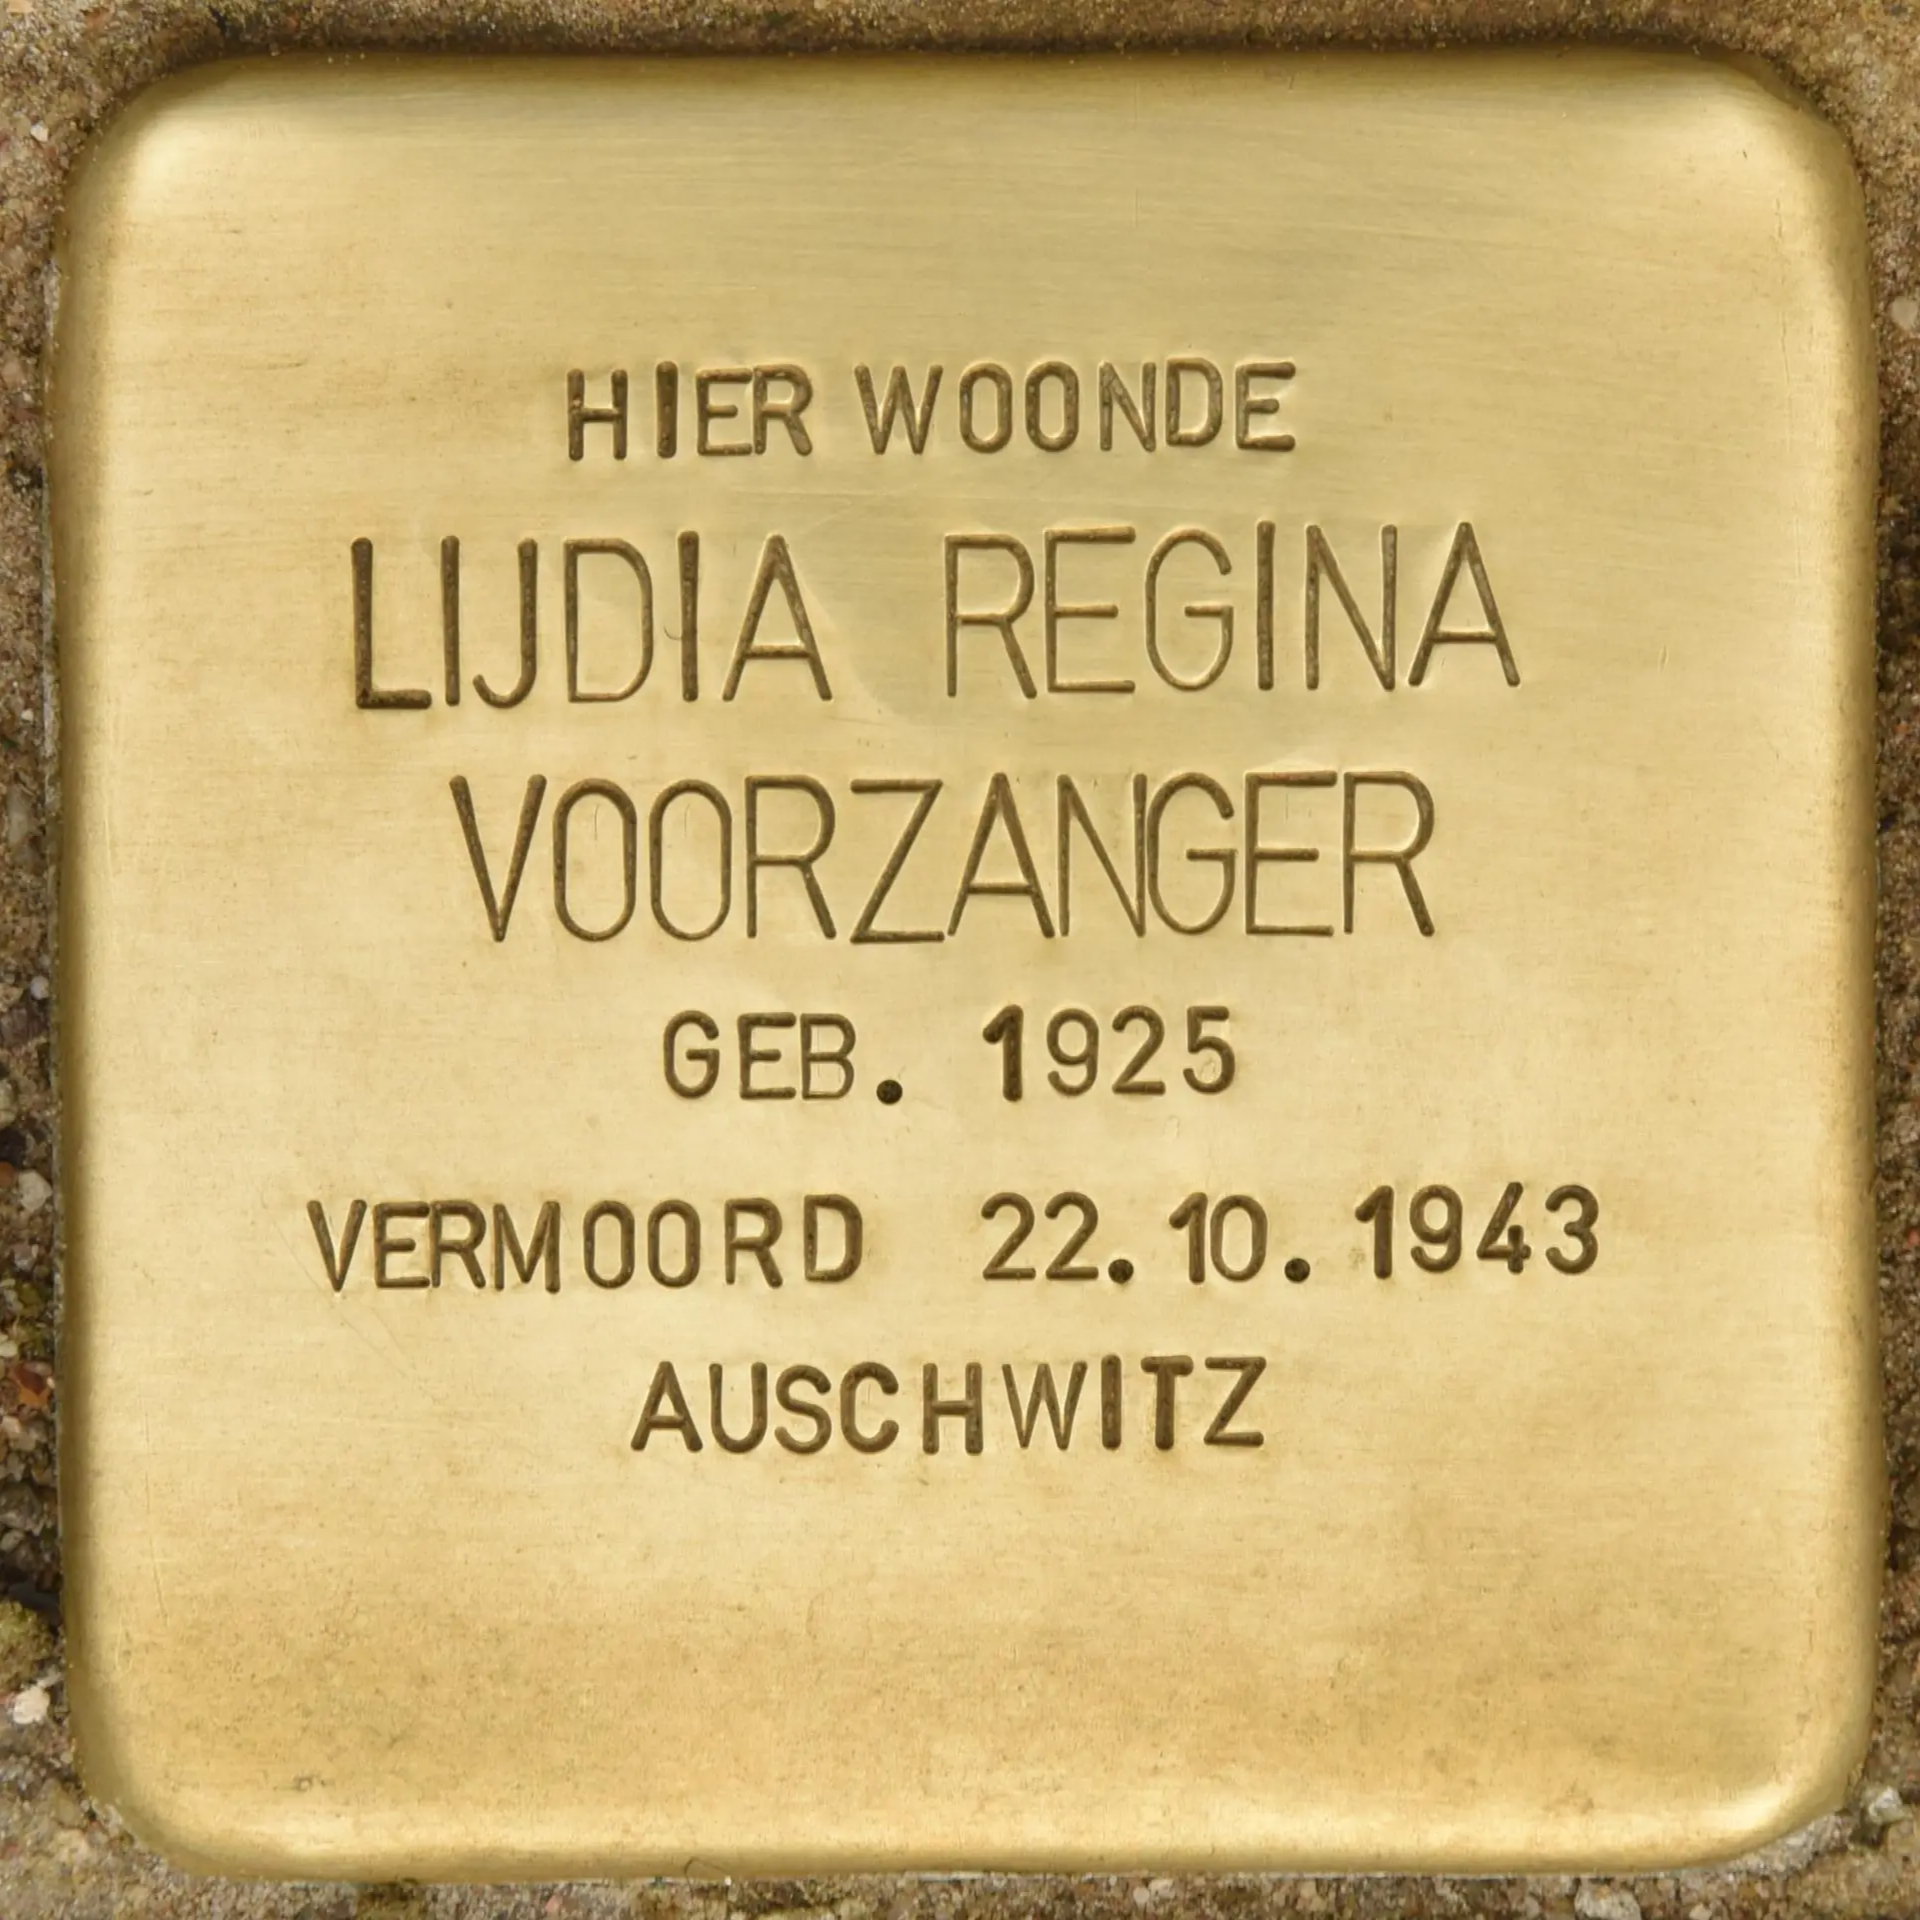 HIER WOONDE
LIJDIA REGINA
VOORZANGER
GEB. 1925
VERMOORD 22.10.1943
AUSCHWITZ